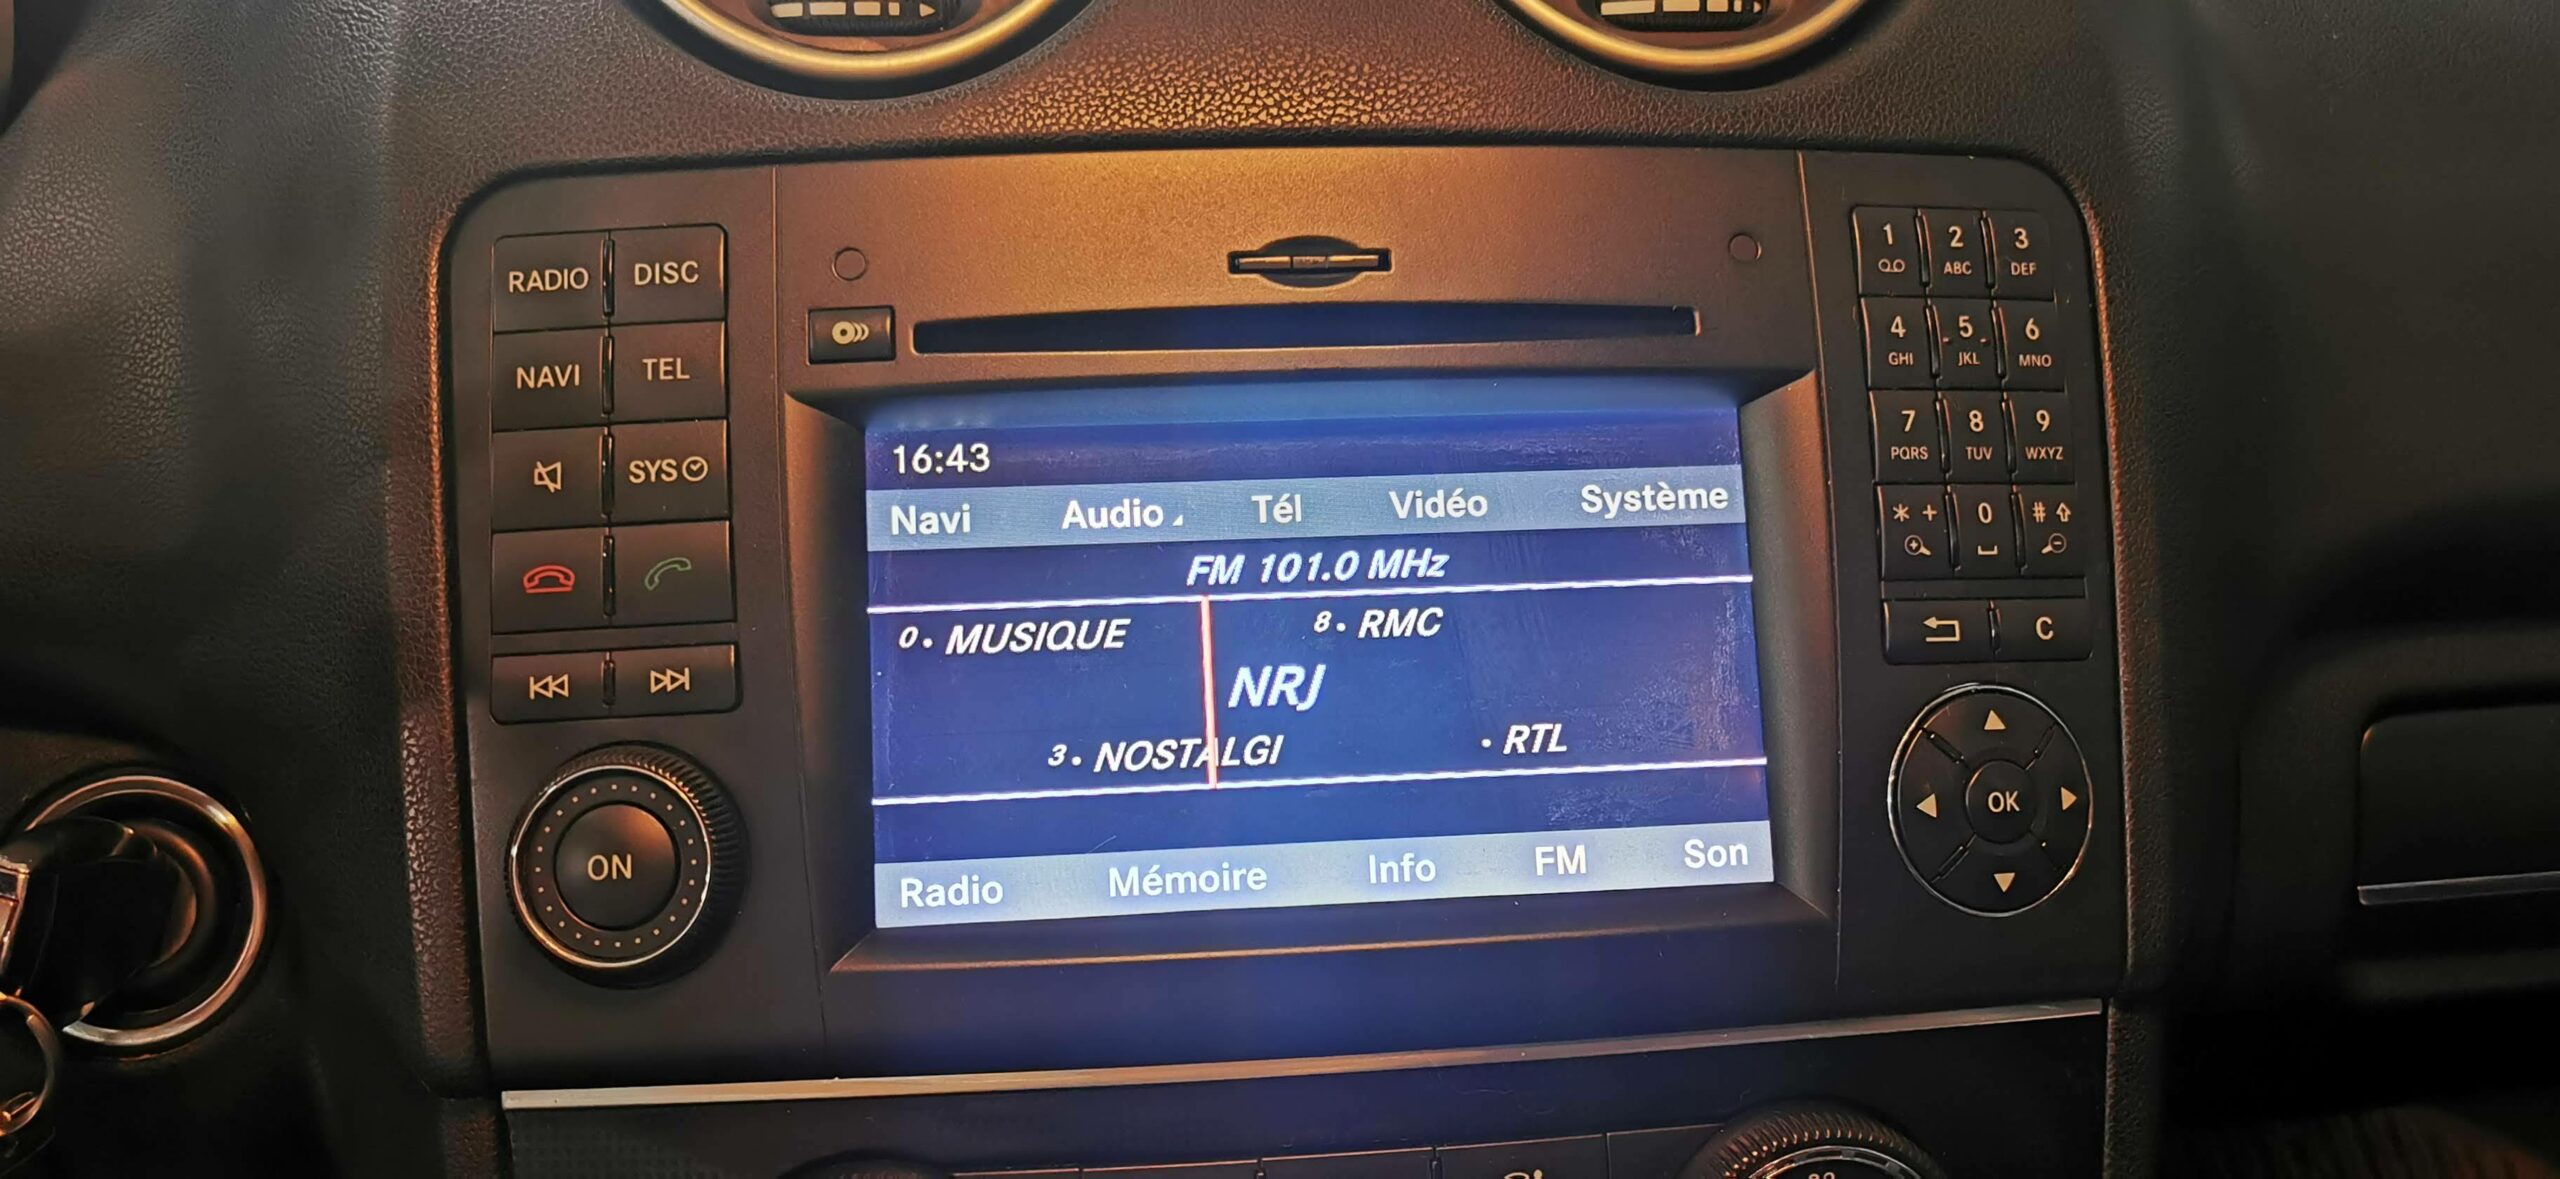 RADIO DISC
NAVI TEL
SYS
ON
16:43
Navi Audio Tél Vidéo Système
FM 101.0 MHz
0. MUSIQUE 8. RMC
NRJ
3. NOSTALGI . RTL
Radio Mémoire Info FM Son
1 2 3
ABC DEF
4 5 6
GHI JKL MNO
7 8 9
PQRS TUV WXYZ
* + 0 #
C
OK